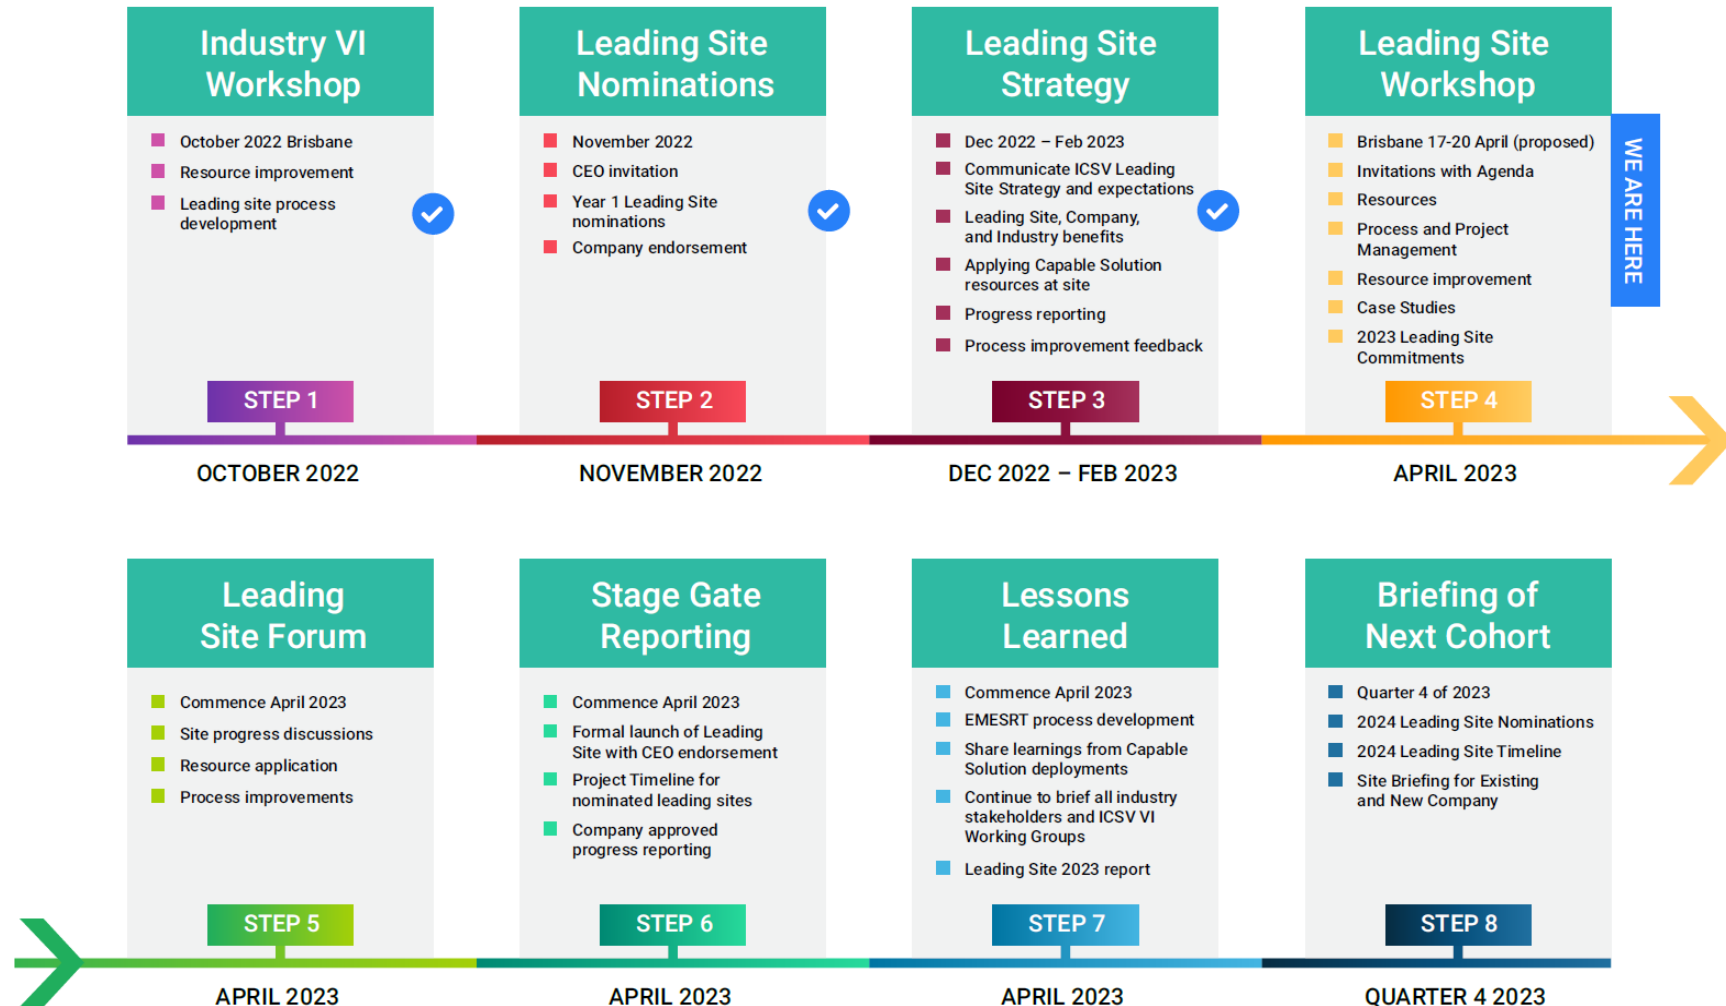 Industry VI
Workshop
October 2022 Brisbane
Resource improvement
Leading site process
development
STEP 1
OCTOBER 2022
Leading Site
Nominations
November 2022
CEO invitation
Year 1 Leading Site
nominations
Company endorsement
STEP 2
NOVEMBER 2022
Leading Site
Strategy
Dec 2022 – Feb 2023
Communicate ICSV Leading
Site Strategy and expectations
Leading Site, Company,
and Industry benefits
Applying Capable Solution
resources at site
Progress reporting
Process improvement feedback
STEP 3
DEC 2022 – FEB 2023
Leading Site
Workshop
Brisbane 17-20 April (proposed)
Invitations with Agenda
Resources
Process and Project
Management
Resource improvement
Case Studies
2023 Leading Site
Commitments
WE ARE HERE
STEP 4
APRIL 2023
Leading
Site Forum
Commence April 2023
Site progress discussions
Resource application
Process improvements
STEP 5
APRIL 2023
Stage Gate
Reporting
Commence April 2023
Formal launch of Leading
Site with CEO endorsement
Project Timeline for
nominated leading sites
Company approved
progress reporting
STEP 6
APRIL 2023
Lessons
Learned
Commence April 2023
EMESRT process development
Share learnings from Capable
Solution deployments
Continue to brief all industry
stakeholders and ICSV VI
Working Groups
Leading Site 2023 report
STEP 7
APRIL 2023
Briefing of
Next Cohort
Quarter 4 of 2023
2024 Leading Site Nominations
2024 Leading Site Timeline
Site Briefing for Existing
and New Company
STEP 8
QUARTER 4 2023